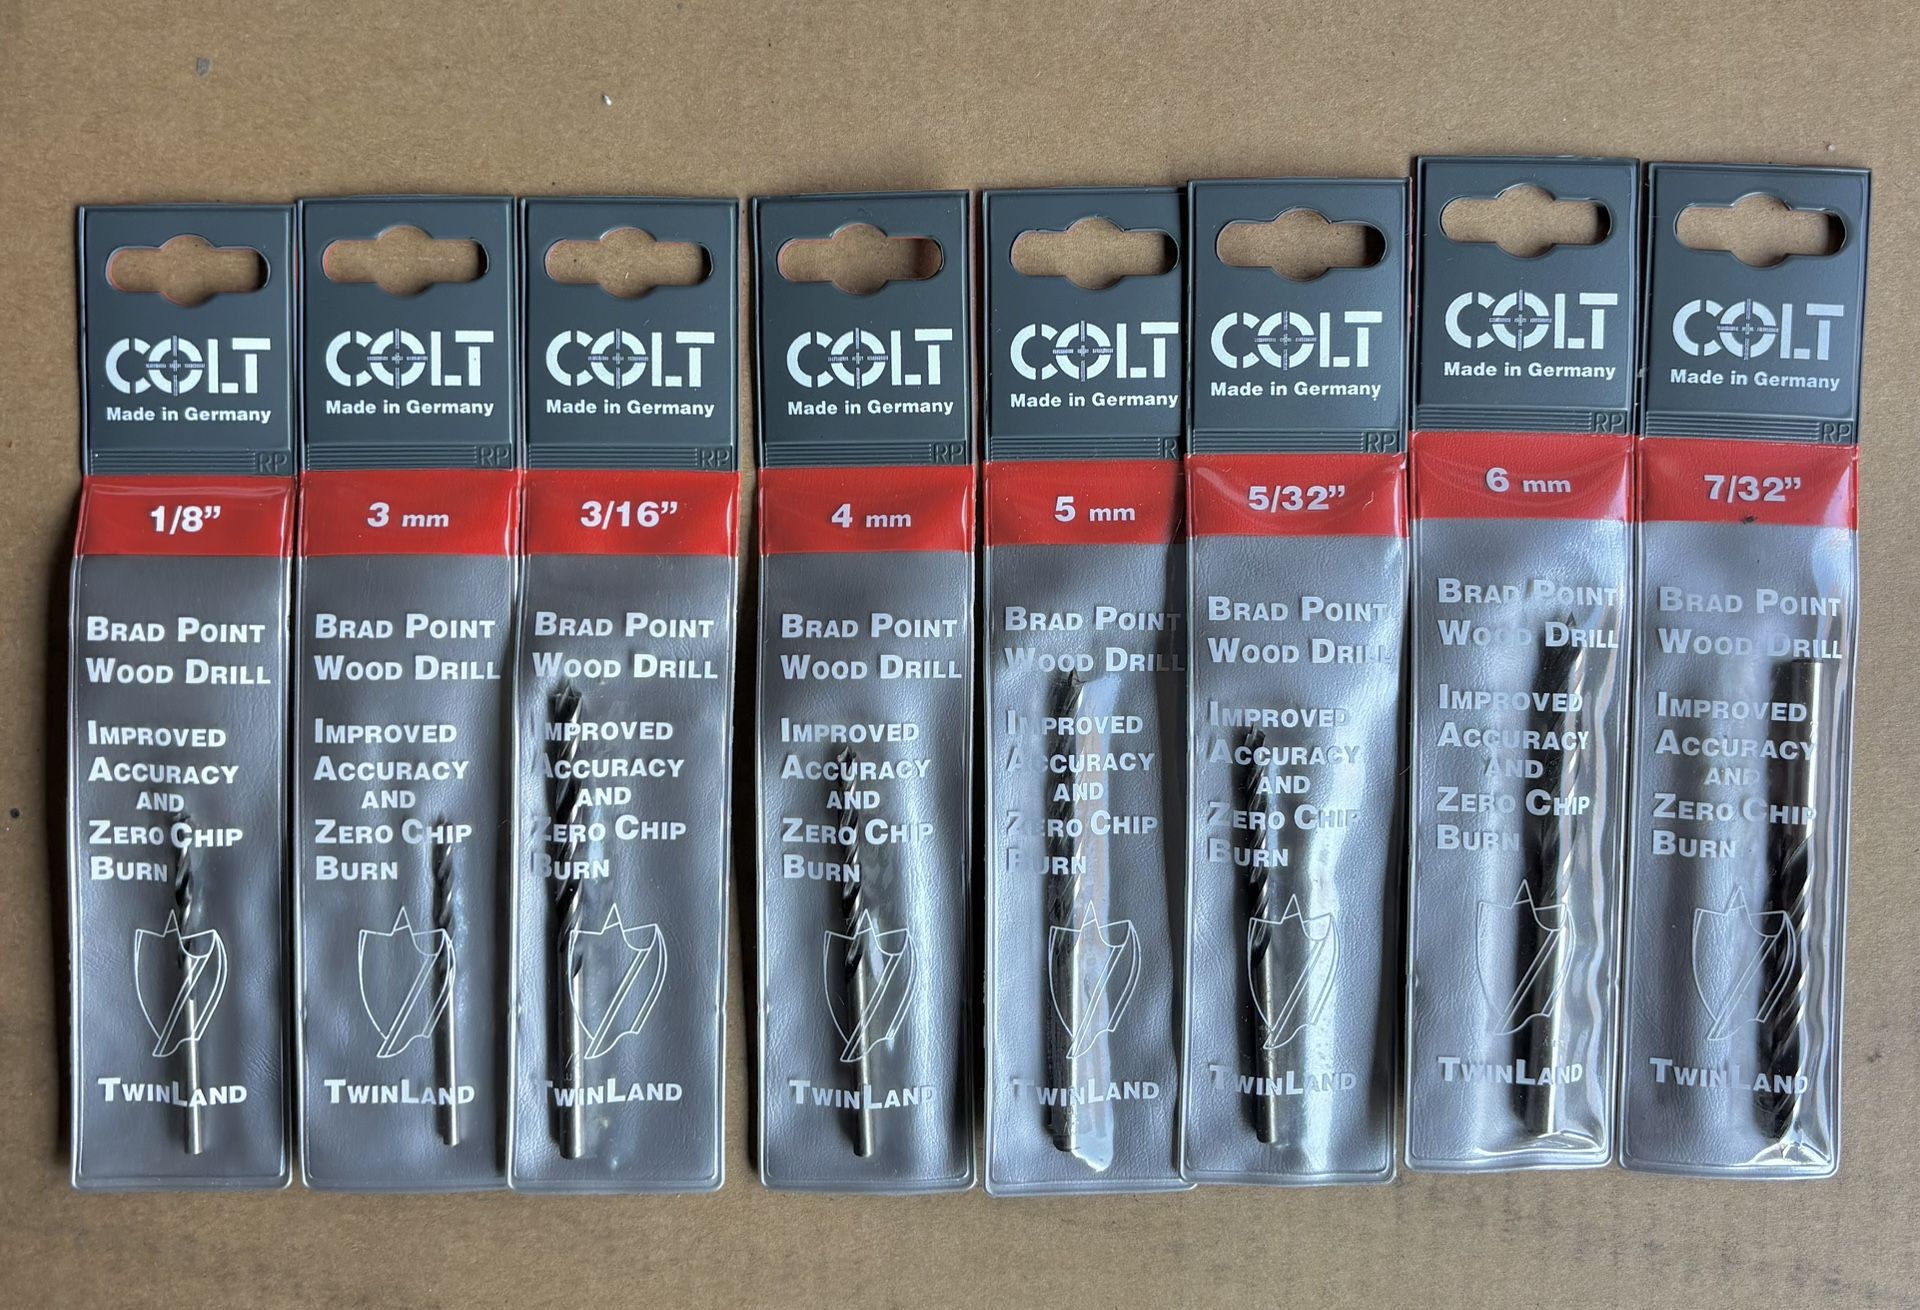 COLT
Made in Germany
RP
1/8”
BRAD POINT
WOOD DRILL
IMPROVED
ACCURACY
AND
ZERO CHIP
BURN
TWINLAND
COLT
Made in Germany
RP
3 mm
BRAD POINT
WOOD DRILL
IMPROVED
ACCURACY
AND
ZERO CHIP
BURN
TWINLAND
COLT
Made in Germany
RP
3/16”
BRAD POINT
WOOD DRILL
IMPROVED
ACCURACY
AND
ZERO CHIP
BURN
TWINLAND
COLT
Made in Germany
RP
4 mm
BRAD POINT
WOOD DRILL
IMPROVED
ACCURACY
AND
ZERO CHIP
BURN
TWINLAND
COLT
Made in Germany
R
5 mm
BRAD POINT
WOOD DRILL
IMPROVED
ACCURACY
AND
ZERO CHIP
BURN
TWINLAND
COLT
Made in Germany
RP
5/32”
BRAD POINT
WOOD DRILL
IMPROVED
ACCURACY
AND
ZERO CHIP
BURN
TWINLAND
COLT
Made in Germany
RP
6 mm
BRAD POINT
WOOD DRILL
IMPROVED
ACCURACY
AND
ZERO CHIP
BURN
TWINLAND
COLT
Made in Germany
RP
7/32”
BRAD POINT
WOOD DRILL
IMPROVED
ACCURACY
AND
ZERO CHIP
BURN
TWINLAND